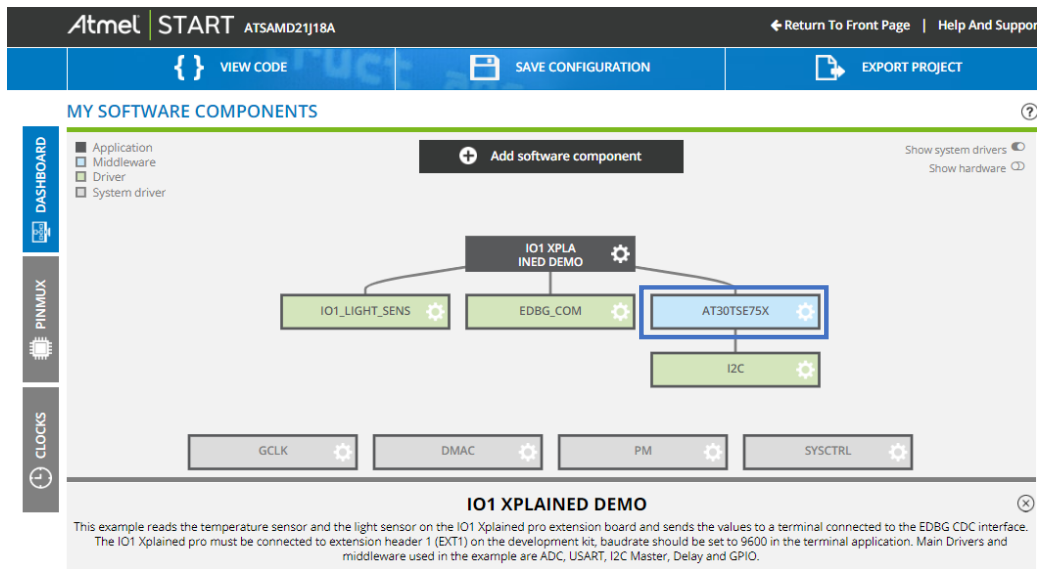 Atmel START ATSAMD21J18A
Return To Front Page | Help And Suppor
{ } VIEW CODE
SAVE CONFIGURATION
EXPORT PROJECT
MY SOFTWARE COMPONENTS
?
DASHBOARD
PINMUX
CLOCKS
Application
Middleware
Driver
System driver
Add software component
Show system drivers
Show hardware
IO1 XPLA
INED DEMO
IO1_LIGHT_SENS
EDBG_COM
AT30TSE75X
I2C
GCLK
DMAC
PM
SYSCTRL
IO1 XPLAINED DEMO
This example reads the temperature sensor and the light sensor on the IO1 Xplained pro extension board and sends the values to a terminal connected to the EDBG CDC interface.
The IO1 Xplained pro must be connected to extension header 1 (EXT1) on the development kit, baudrate should be set to 9600 in the terminal application. Main Drivers and
middleware used in the example are ADC, USART, I2C Master, Delay and GPIO.